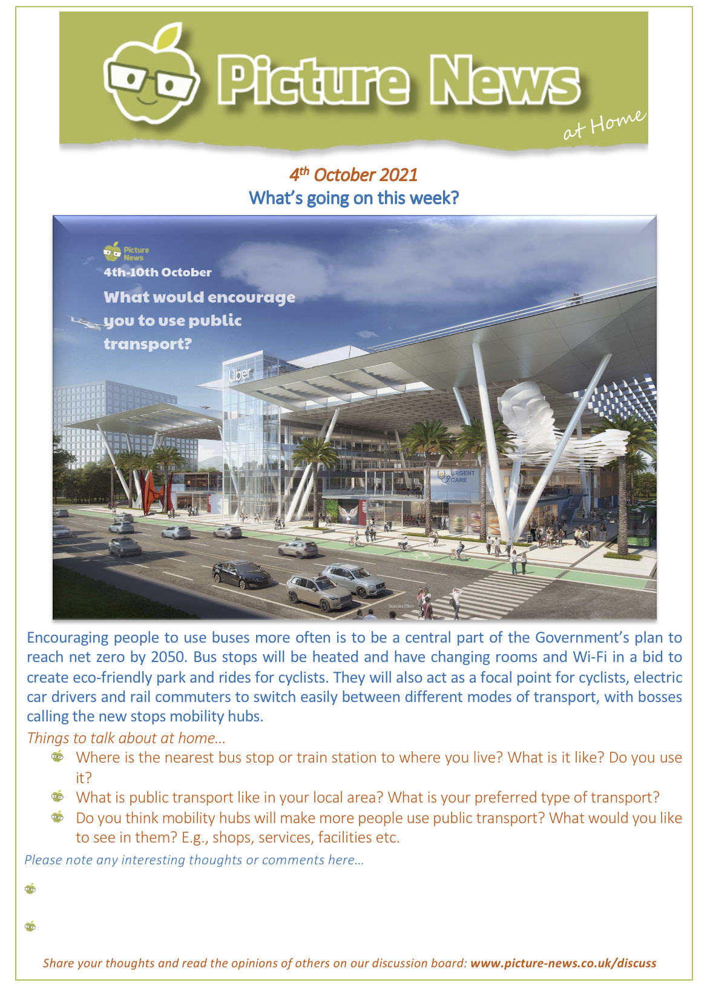 Picture News
at Home
4th October 2021
What's going on this week?
Picture
News
4th-10th October
What would encourage
you to use public
transport?
Uber
URGENT
CARE
Gensler/Uber
Encouraging people to use buses more often is to be a central part of the Government's plan to
reach net zero by 2050. Bus stops will be heated and have changing rooms and Wi-Fi in a bid to
create eco-friendly park and rides for cyclists. They will also act as a focal point for cyclists, electric
car drivers and rail commuters to switch easily between different modes of transport, with bosses
calling the new stops mobility hubs.
Things to talk about at home...
Where is the nearest bus stop or train station to where you live? What is it like? Do you use
it?
What is public transport like in your local area? What is your preferred type of transport?
Do you think mobility hubs will make more people use public transport? What would you like
to see in them? E.g., shops, services, facilities etc.
Please note any interesting thoughts or comments here...
Share your thoughts and read the opinions of others on our discussion board: www.picture-news.co.uk/discuss